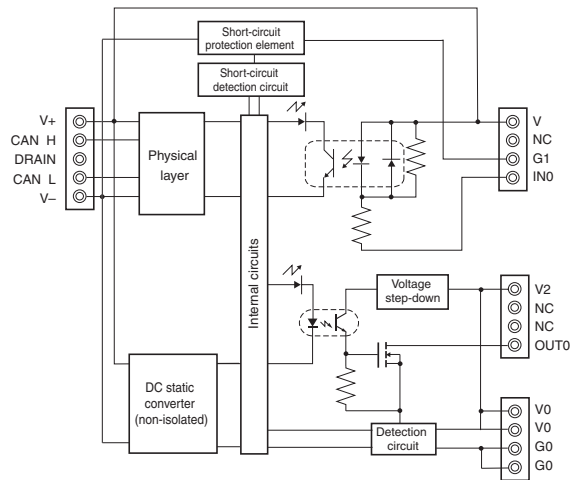 Short-circuit
protection element
Short-circuit
detection circuit
V+
CAN H
DRAIN
CAN L
V–
Physical
layer
V
NC
G1
IN0
Internal circuits
Voltage
step-down
V2
NC
NC
OUT0
DC static
converter
(non-isolated)
Detection
circuit
V0
V0
G0
G0